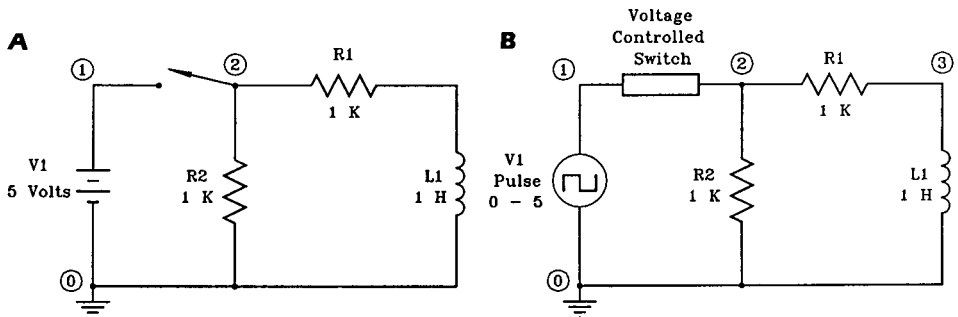 A
1
2
R1
1 K
V1
5 Volts
R2
1 K
L1
1 H
0
B
Voltage
Controlled
Switch
1
2
R1
3
1 K
V1
Pulse
0 – 5
R2
1 K
L1
1 H
0